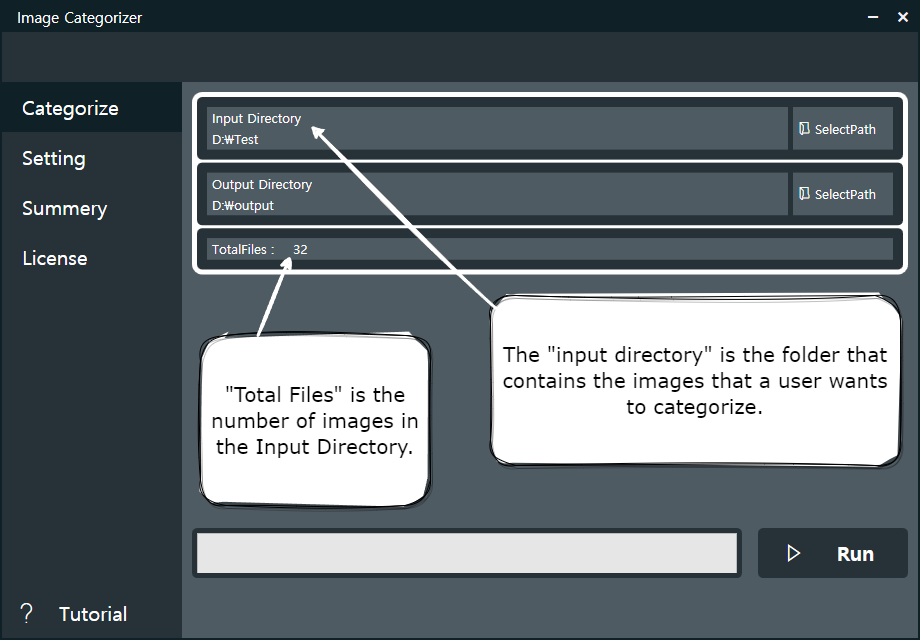 Image Categorizer
Categorize
Setting
Summery
License
? Tutorial
Input Directory
D:₩Test
SelectPath
Output Directory
D:₩output
SelectPath
TotalFiles : 32
"Total Files" is the
number of images in
the Input Directory.
The "input directory" is the folder that
contains the images that a user wants
to categorize.
Run